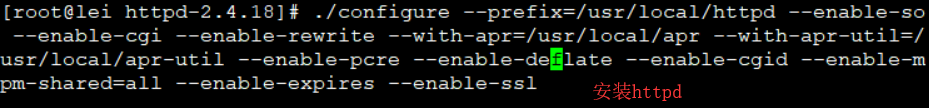 [root@lei httpd-2.4.18]# ./configure --prefix=/usr/local/httpd --enable-so
--enable-cgi --enable-rewrite --with-apr=/usr/local/apr --with-apr-util=/
usr/local/apr-util --enable-pcre --enable-deflate --enable-cgid --enable-m
pm-shared=all --enable-expires --enable-ssl
安装httpd